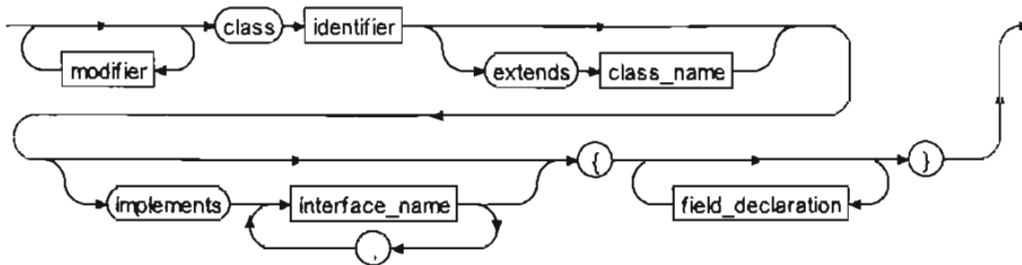 class identifier
modifier
extends class_name
{ }
implements interface_name field_declaration
,